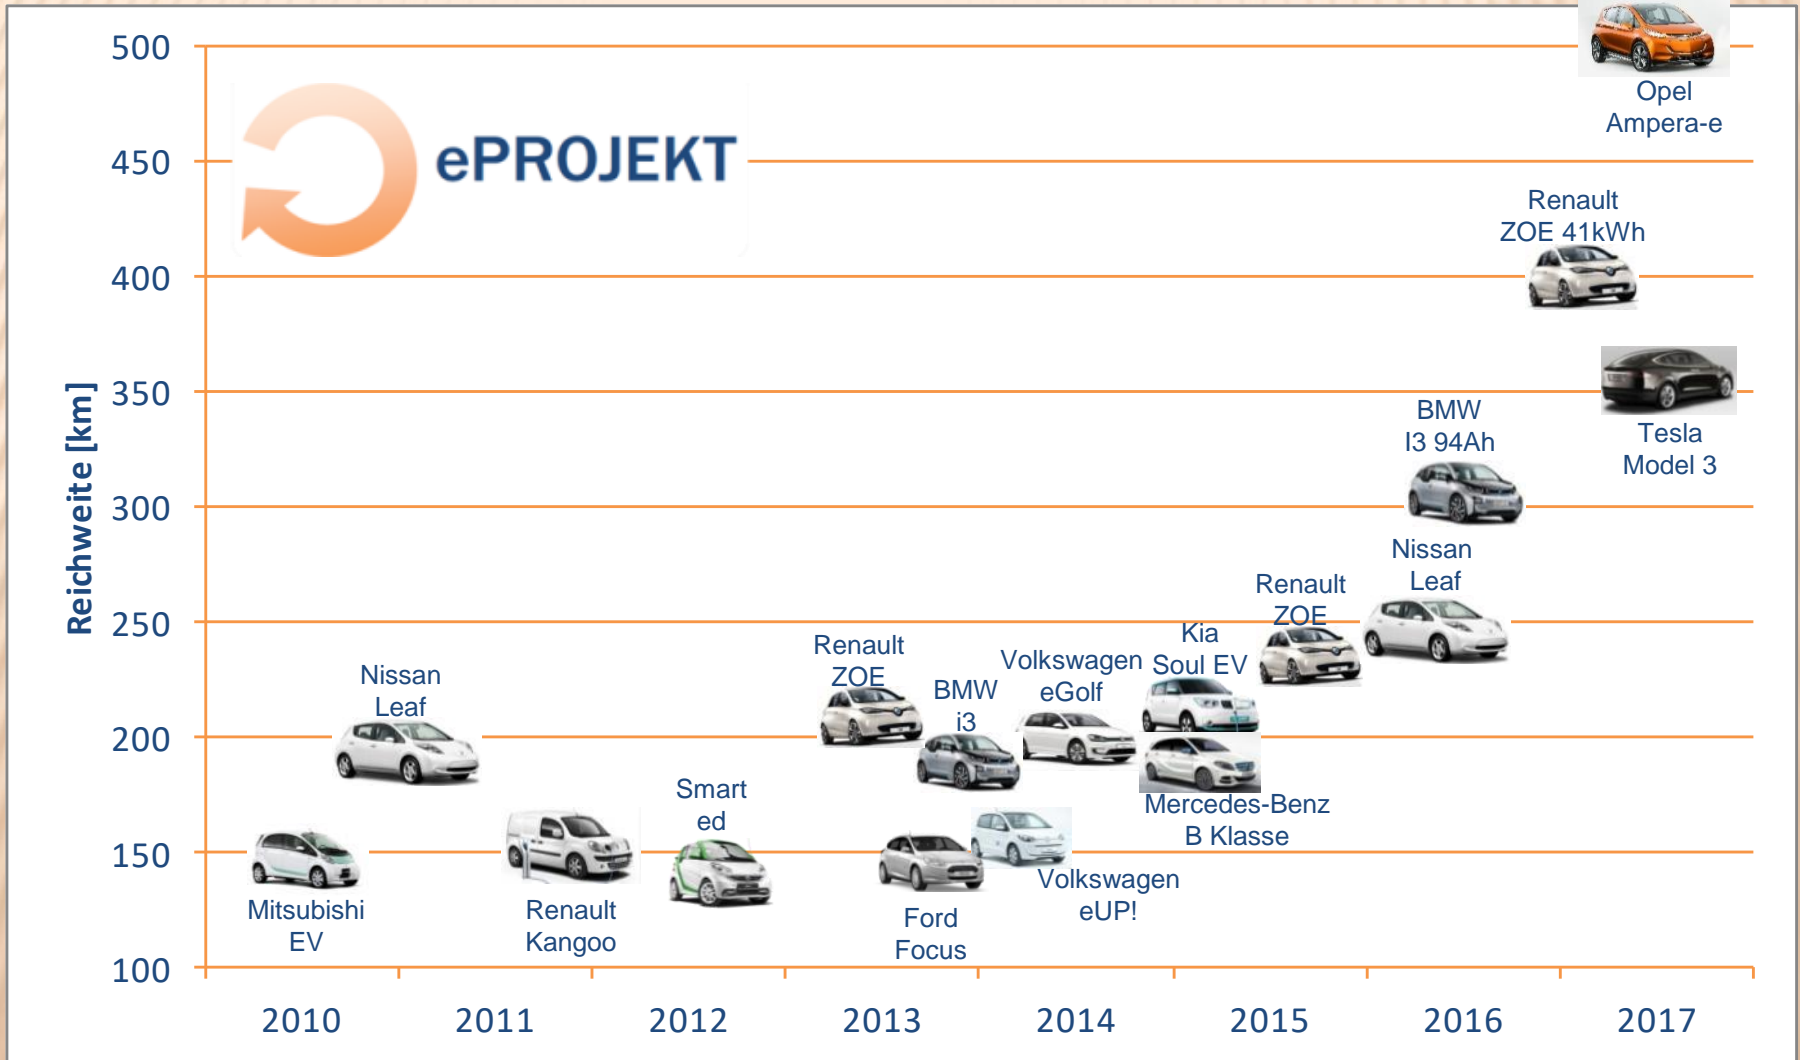 500
450
400
350
300
250
200
150
100
Reichweite [km]
ePROJEKT
Opel
Ampera-e
Renault
ZOE 41kWh
Tesla
Model 3
BMW
I3 94Ah
Nissan
Leaf
Renault
ZOE
Kia
Soul EV
Volkswagen
eGolf
Renault
ZOE
BMW
i3
Nissan
Leaf
Smart
ed
Mercedes-Benz
B Klasse
Volkswagen
eUP!
Mitsubishi
EV
Renault
Kangoo
Ford
Focus
2010
2011
2012
2013
2014
2015
2016
2017